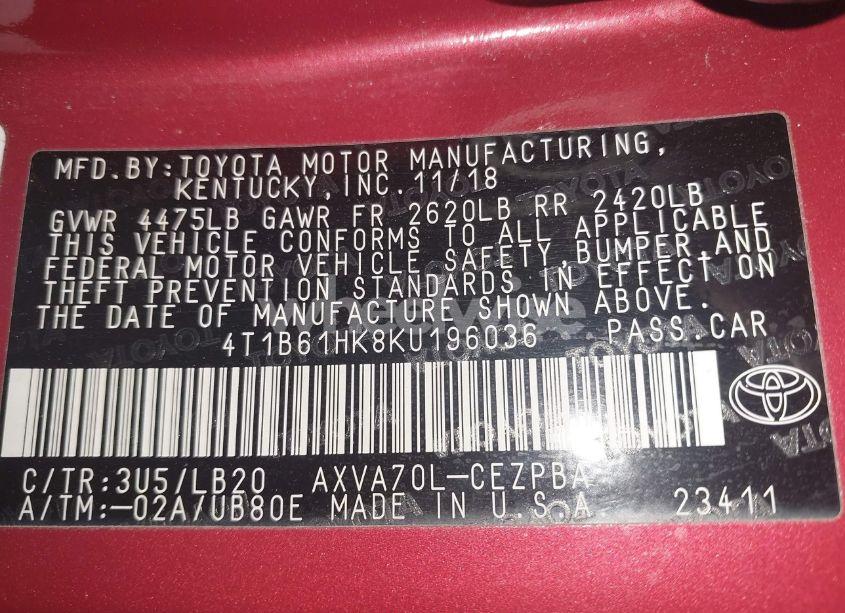 MFD.BY:TOYOTA MOTOR MANUFACTURING,
KENTUCKY,INC.11/18
GVWR 4475LB GAWR FR 2620LB RR 2420LB
THIS VEHICLE CONFORMS TO ALL APPLICABLE
FEDERAL MOTOR VEHICLE SAFETY,BUMPER,AND
THEFT PREVENTION STANDARDS IN EFFECT ON
THE DATE OF MANUFACTURE SHOWN ABOVE.
4T1B61HK8KU196036 PASS.CAR
C/TR:3U5/LB20 AXVA70L-CEZPBA
A/TM:-02A/UB80E MADE IN U.S.A 23411